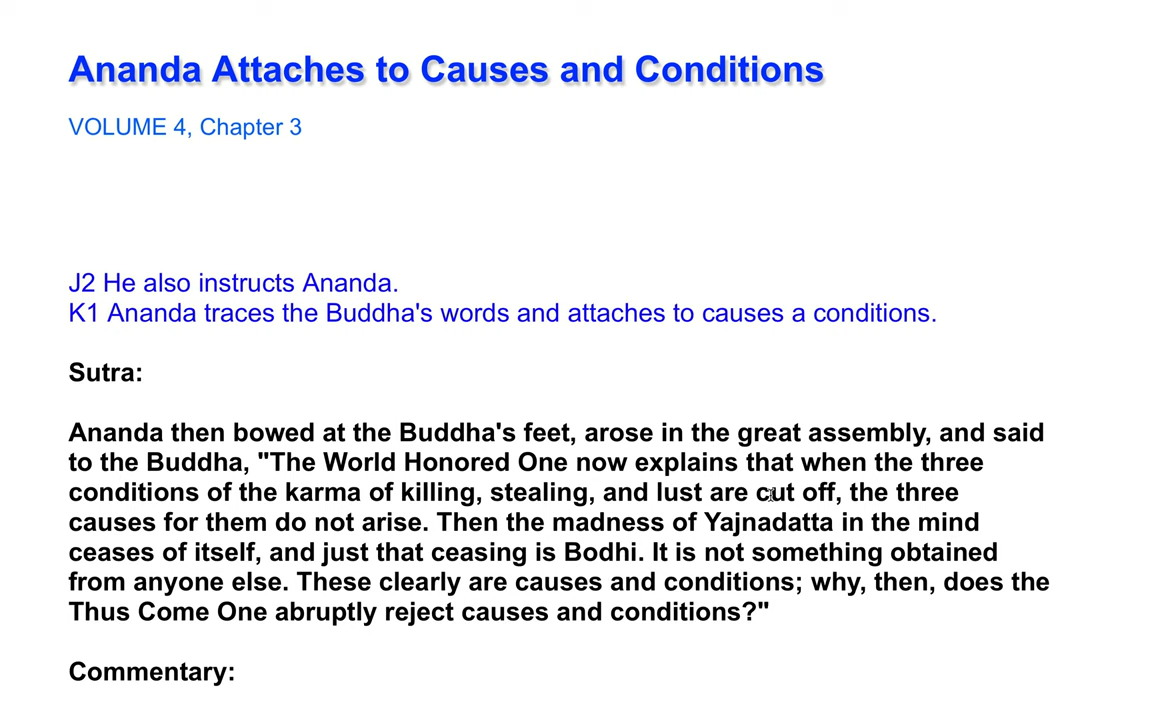 Ananda Attaches to Causes and Conditions
VOLUME 4, Chapter 3
J2 He also instructs Ananda.
K1 Ananda traces the Buddha's words and attaches to causes a conditions.
Sutra:
Ananda then bowed at the Buddha's feet, arose in the great assembly, and said
to the Buddha, "The World Honored One now explains that when the three
conditions of the karma of killing, stealing, and lust are cut off, the three
causes for them do not arise. Then the madness of Yajnadatta in the mind
ceases of itself, and just that ceasing is Bodhi. It is not something obtained
from anyone else. These clearly are causes and conditions; why, then, does the
Thus Come One abruptly reject causes and conditions?"
Commentary: